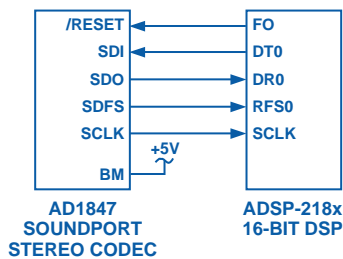 /RESET FO
SDI DT0
SDO DR0
SDFS RFS0
SCLK SCLK
+5V
BM
AD1847 ADSP-218x
SOUNDPORT 16-BIT DSP
STEREO CODEC